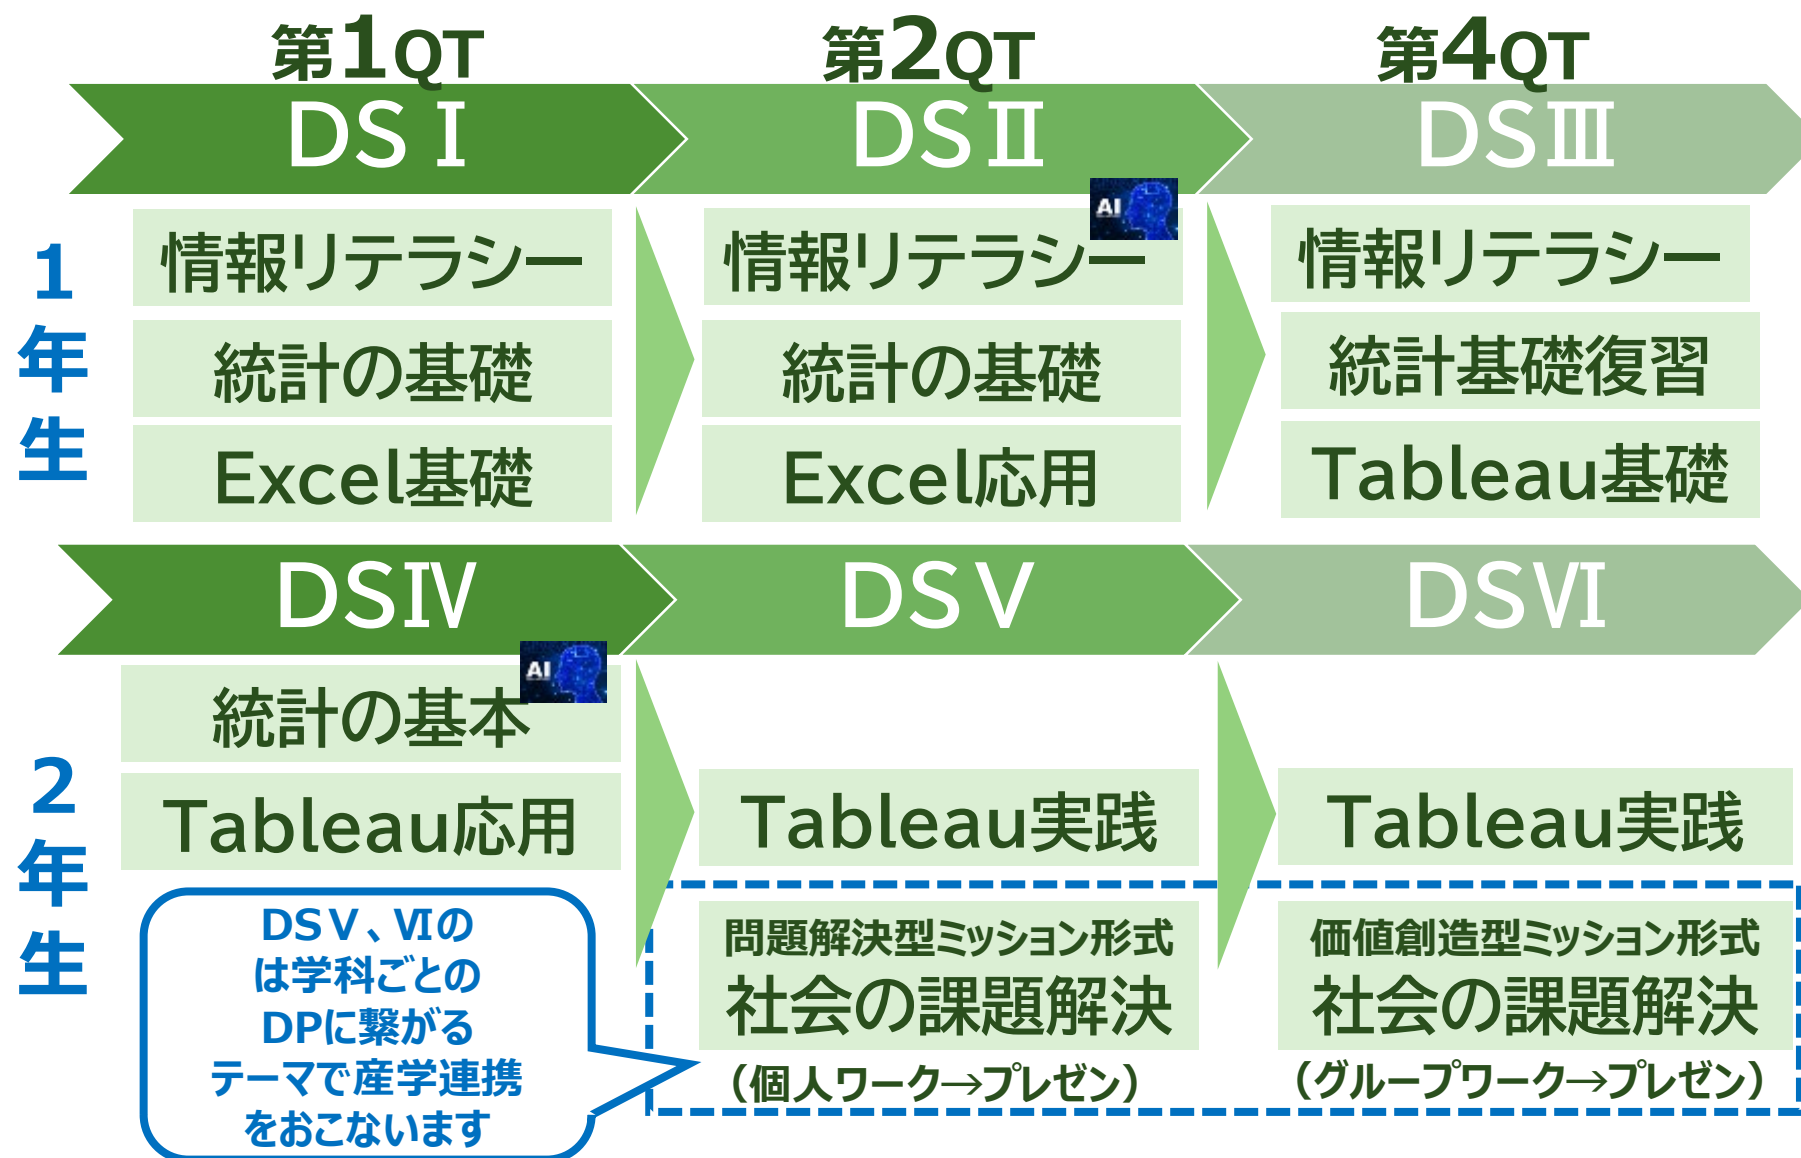 第1QT
第2QT
第4QT
DSⅠ
DSⅡ
DSⅢ
1年生
情報リテラシー
統計の基礎
Excel基礎
AI
情報リテラシー
統計の基礎
Excel応用
情報リテラシー
統計基礎復習
Tableau基礎
DSⅣ
DSⅤ
DSⅥ
2年生
AI
統計の基本
Tableau応用
DSⅤ、Ⅵの
は学科ごとの
DPに繋がる
テーマで産学連携
をおこないます
Tableau実践
問題解決型ミッション形式
社会の課題解決
（個人ワーク→プレゼン）
Tableau実践
価値創造型ミッション形式
社会の課題解決
（グループワーク→プレゼン）